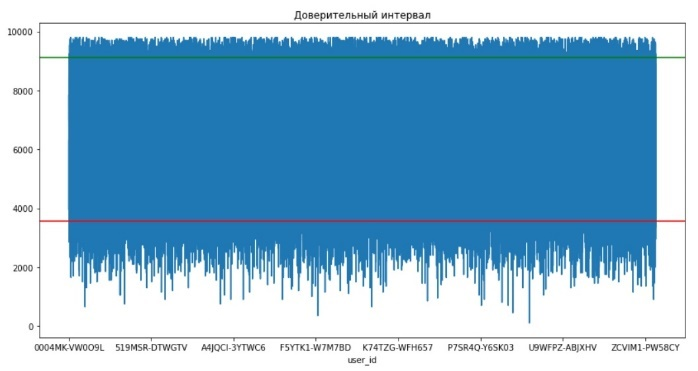 Доверительный интервал
10000
8000
6000
4000
2000
0
0004MK-VW0O9L 519MSR-DTWGTV A4JQCI-3YTWC6 F5YTK1-W7M7BD K74TZG-WFH657 P7SR4Q-Y6SK03 U9WFPZ-ABJXHV ZCVIM1-PW58CY
user_id